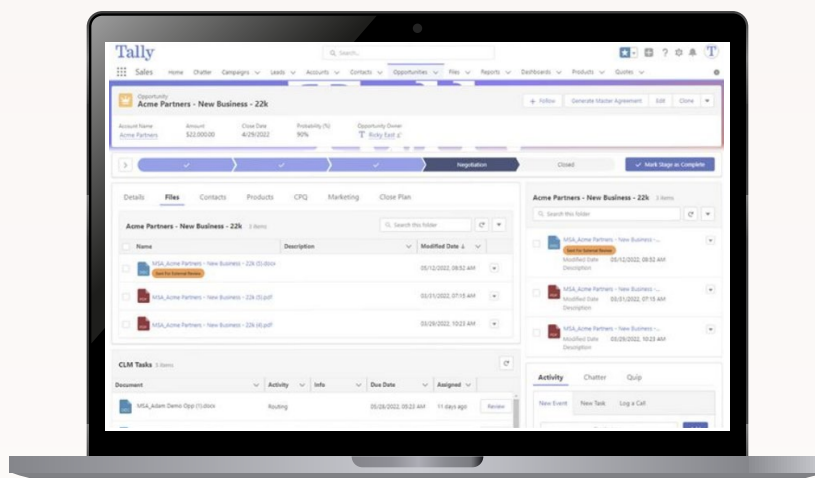 Tally
Search...
Sales Home Chatter Campaigns Leads Accounts Contacts Opportunities Files Reports Dashboards Products Quotes
Opportunity
Acme Partners - New Business - 22k
+ Follow Generate Master Agreement Edit Clone
Account Name Amount Close Date Probability (%) Opportunity Owner
Acme Partners $22,000.00 4/29/2022 90% Ricky East
Negotiation Closed Mark Stage as Complete
Details Files Contacts Products CPQ Marketing Close Plan
Acme Partners - New Business - 22k 3 items
Search this folder
Name Description Modified Date
MSA_Acme Partners - New Business - 22k (5).docx 05/12/2022, 08:52 AM
Sent For External Review
MSA_Acme Partners - New Business - 22k (5).pdf 03/31/2022, 07:15 AM
MSA_Acme Partners - New Business - 22k (4).pdf 03/29/2022, 10:23 AM
CLM Tasks 3 items
Document Activity Info Due Date Assigned
MSA_Adam Demo Opp (1).docx Routing 11 days ago Review
Acme Partners - New Business - 22k 3 items
Search this folder
MSA_Acme Partners - New Business -...
Sent For External Review
Modified Date 05/12/2022, 08:52 AM
Description
MSA_Acme Partners - New Business -...
Modified Date 03/31/2022, 07:15 AM
Description
MSA_Acme Partners - New Business -...
Modified Date 03/29/2022, 10:23 AM
Description
Activity Chatter Quip
New Event New Task Log a Call